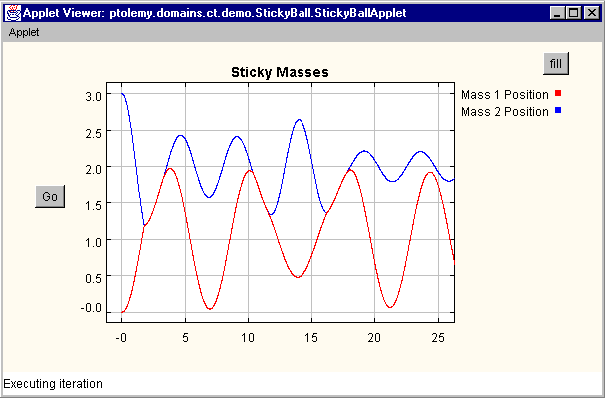 Applet Viewer: ptolemy.domains.ct.demo.StickyBall.StickyBallApplet
Applet
fill
Sticky Masses
Mass 1 Position
Mass 2 Position
3.0
2.5
2.0
1.5
1.0
0.5
-0.0
Go
-0 5 10 15 20 25
Executing iteration